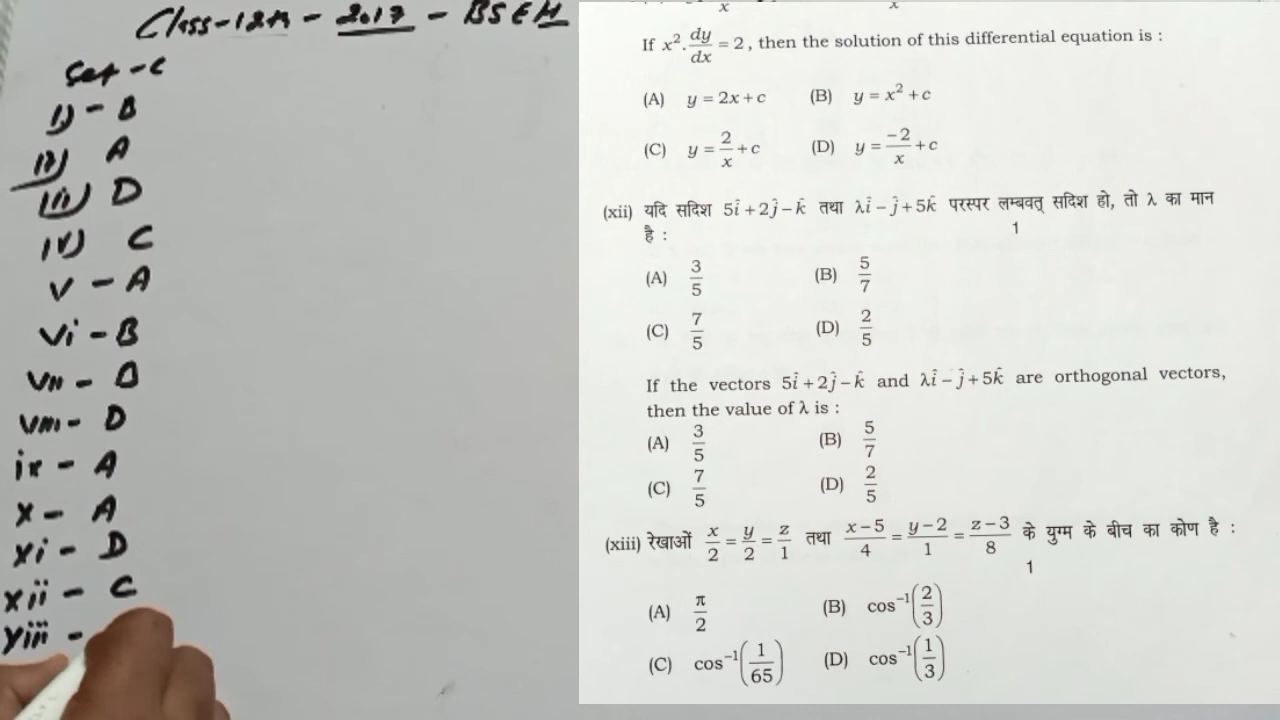 Class-12th - 2017 - BSEH
Set - C
i) - B
ii) A
iii) D
iv) C
v - A
vi - B
vii - D
viii - D
ix - A
x - A
xi - D
xii - C
xiii -
x x
If x². dy/dx = 2, then the solution of this differential equation is :
(A) y = 2x + c (B) y = x² + c
(C) y = 2/x + c (D) y = -2/x + c
(xii) यदि सदिश 5î + 2ĵ – k̂ तथा λî – ĵ + 5k̂ परस्पर लम्बवत् सदिश हो, तो λ का मान
है : 1
(A) 3/5 (B) 5/7
(C) 7/5 (D) 2/5
If the vectors 5î + 2ĵ – k̂ and λî – ĵ + 5k̂ are orthogonal vectors,
then the value of λ is :
(A) 3/5 (B) 5/7
(C) 7/5 (D) 2/5
(xiii) रेखाओं x/2 = y/2 = z/1 तथा (x–5)/4 = (y–2)/1 = (z–3)/8 के युग्म के बीच का कोण है :
1
(A) π/2 (B) cos⁻¹(2/3)
(C) cos⁻¹(1/65) (D) cos⁻¹(1/3)